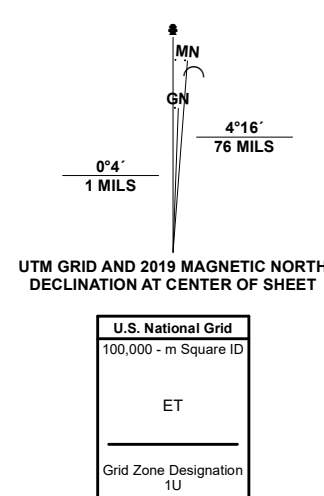 MN
GN
4°16´
76 MILS
0°4´
1 MILS
UTM GRID AND 2019 MAGNETIC NORTH
DECLINATION AT CENTER OF SHEET
U.S. National Grid
100,000 - m Square ID
ET
Grid Zone Designation
1U